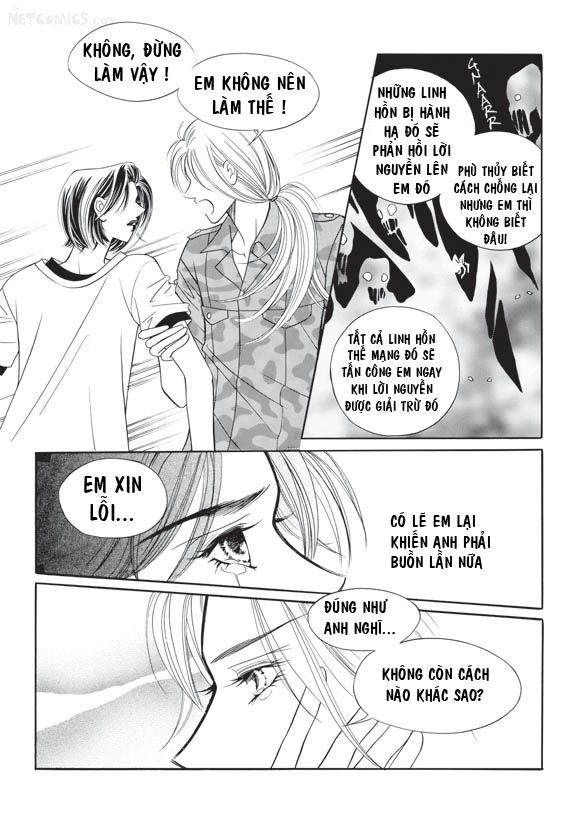 NETCOMICS.com
KHÔNG, ĐỪNG
LÀM VẬY !
EM KHÔNG NÊN
LÀM THẾ !
NHỮNG LINH
HỒN BỊ HÀNH
HẠ ĐÓ SẼ
PHẢN HỒI LỜI
NGUYỀN LÊN
EM ĐÓ
GNAARR
PHÙ THỦY BIẾT
CÁCH CHỐNG LẠI
NHƯNG EM THÌ
KHÔNG BIẾT
ĐÂU!
TẤT CẢ LINH HỒN
THẾ MẠNG ĐÓ SẼ
TẤN CÔNG EM NGAY
KHI LỜI NGUYỀN
ĐƯỢC GIẢI TRỪ ĐÓ
EM XIN
LỖI...
CÓ LẼ EM LẠI
KHIẾN ANH PHẢI
BUỒN LẦN NỮA
ĐÚNG NHƯ
ANH NGHĨ...
KHÔNG CÒN CÁCH
NÀO KHÁC SAO?